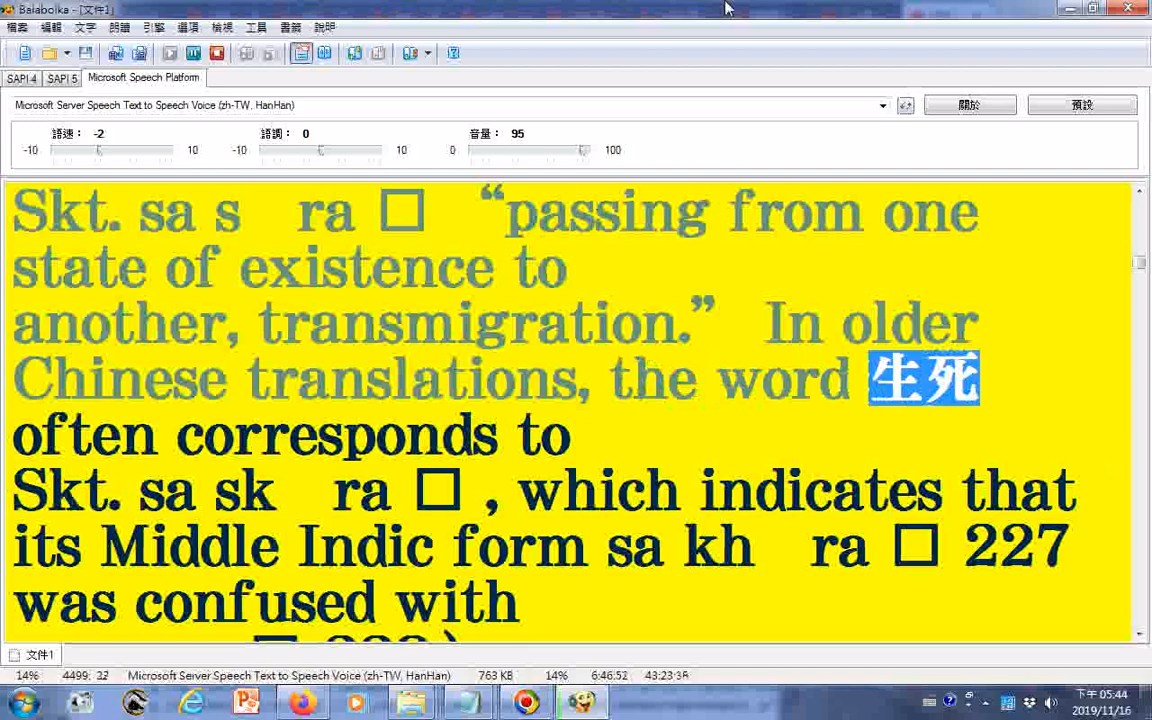 Balabolka - [文件1]
檔案 編輯 文字 朗讀 引擎 選項 檢視 工具 書籤 說明
SAPI 4 SAPI 5 Microsoft Speech Platform
Microsoft Server Speech Text to Speech Voice (zh-TW, HanHan) 關於 預設
語速： -2 語調： 0 音量： 95
-10 10 -10 10 0 100
Skt. sa s ra □ “passing from one
state of existence to
another, transmigration.” In older
Chinese translations, the word 生死
often corresponds to
Skt. sa sk ra □ , which indicates that
its Middle Indic form sa kh ra □ 227
was confused with
文件1
14% 4499: 32 Microsoft Server Speech Text to Speech Voice (zh-TW, HanHan) 763 KB 14% 6:46:52 43:23:38
下午 05:44
2019/11/16